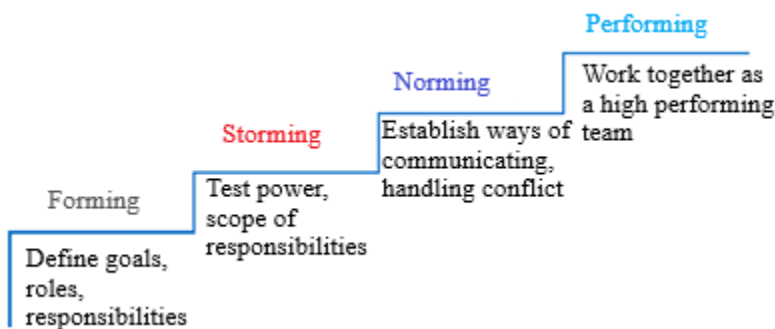 Performing
Work together as
a high performing
team
Norming
Establish ways of
communicating,
handling conflict
Storming
Test power,
scope of
responsibilities
Forming
Define goals,
roles,
responsibilities